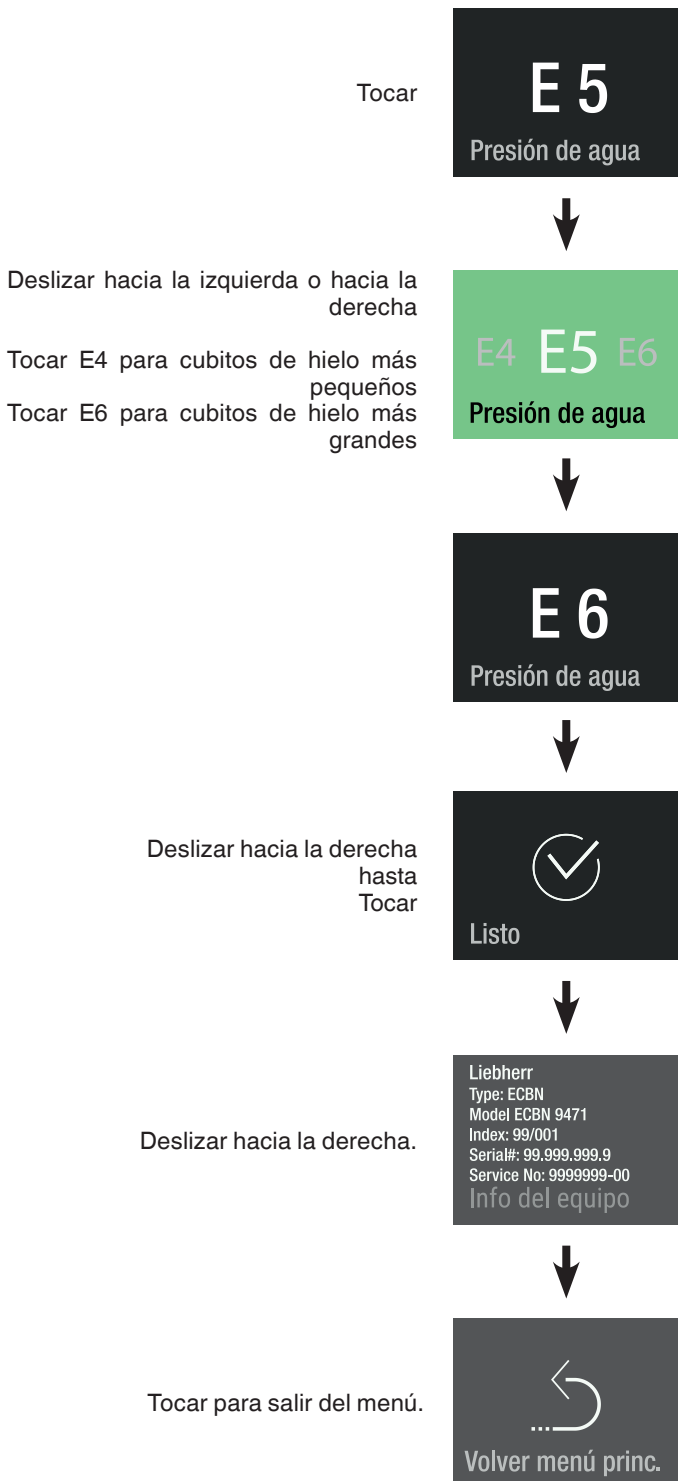 Tocar
E 5
Presión de agua
Deslizar hacia la izquierda o hacia la
derecha
Tocar E4 para cubitos de hielo más
pequeños
Tocar E6 para cubitos de hielo más
grandes
E4 E5 E6
Presión de agua
E 6
Presión de agua
Deslizar hacia la derecha
hasta
Tocar
Listo
Deslizar hacia la derecha.
Liebherr
Type: ECBN
Model ECBN 9471
Index: 99/001
Serial#: 99.999.999.9
Service No: 9999999-00
Info del equipo
Tocar para salir del menú.
Volver menú princ.